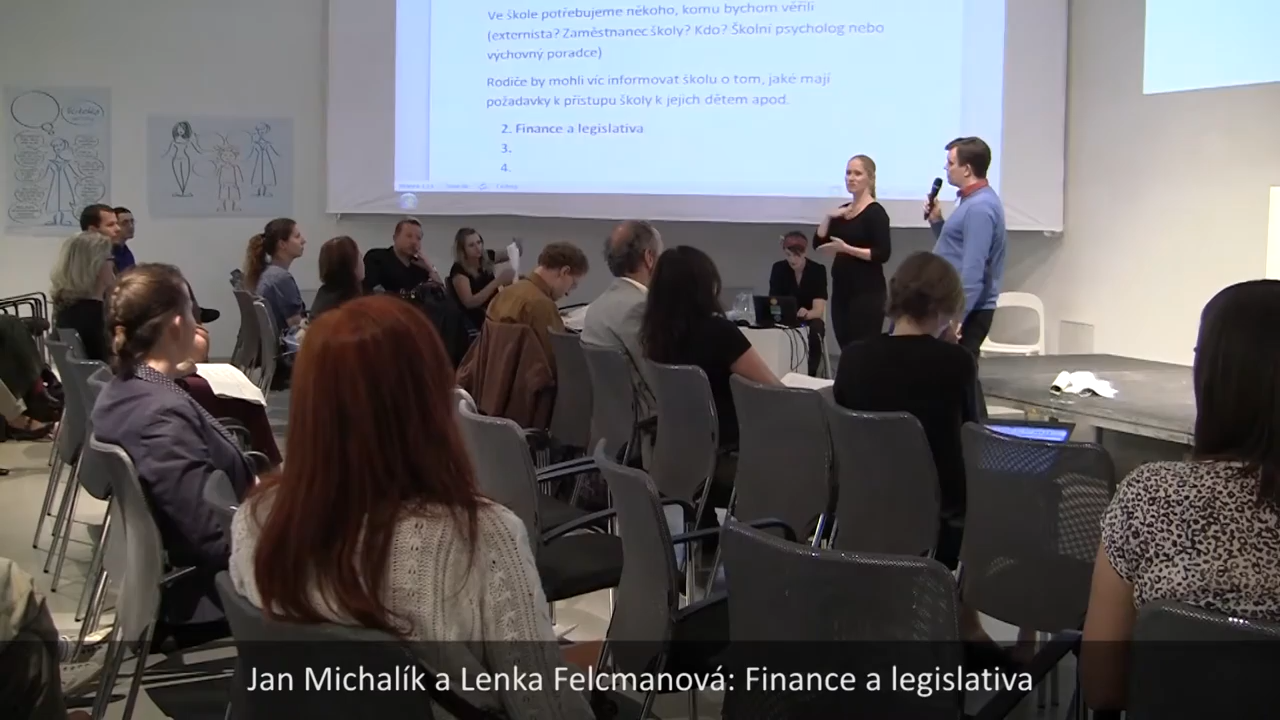 Ve škole potřebujeme někoho, komu bychom věřili
(externista? Zaměstnanec školy? Kdo? Školní psycholog nebo
výchovný poradce)
Rodiče by mohli víc informovat školu o tom, jaké mají
požadavky k přístupu školy k jejich dětem apod.
2. Finance a legislativa
3.
4.
Jan Michalík a Lenka Felcmanová: Finance a legislativa